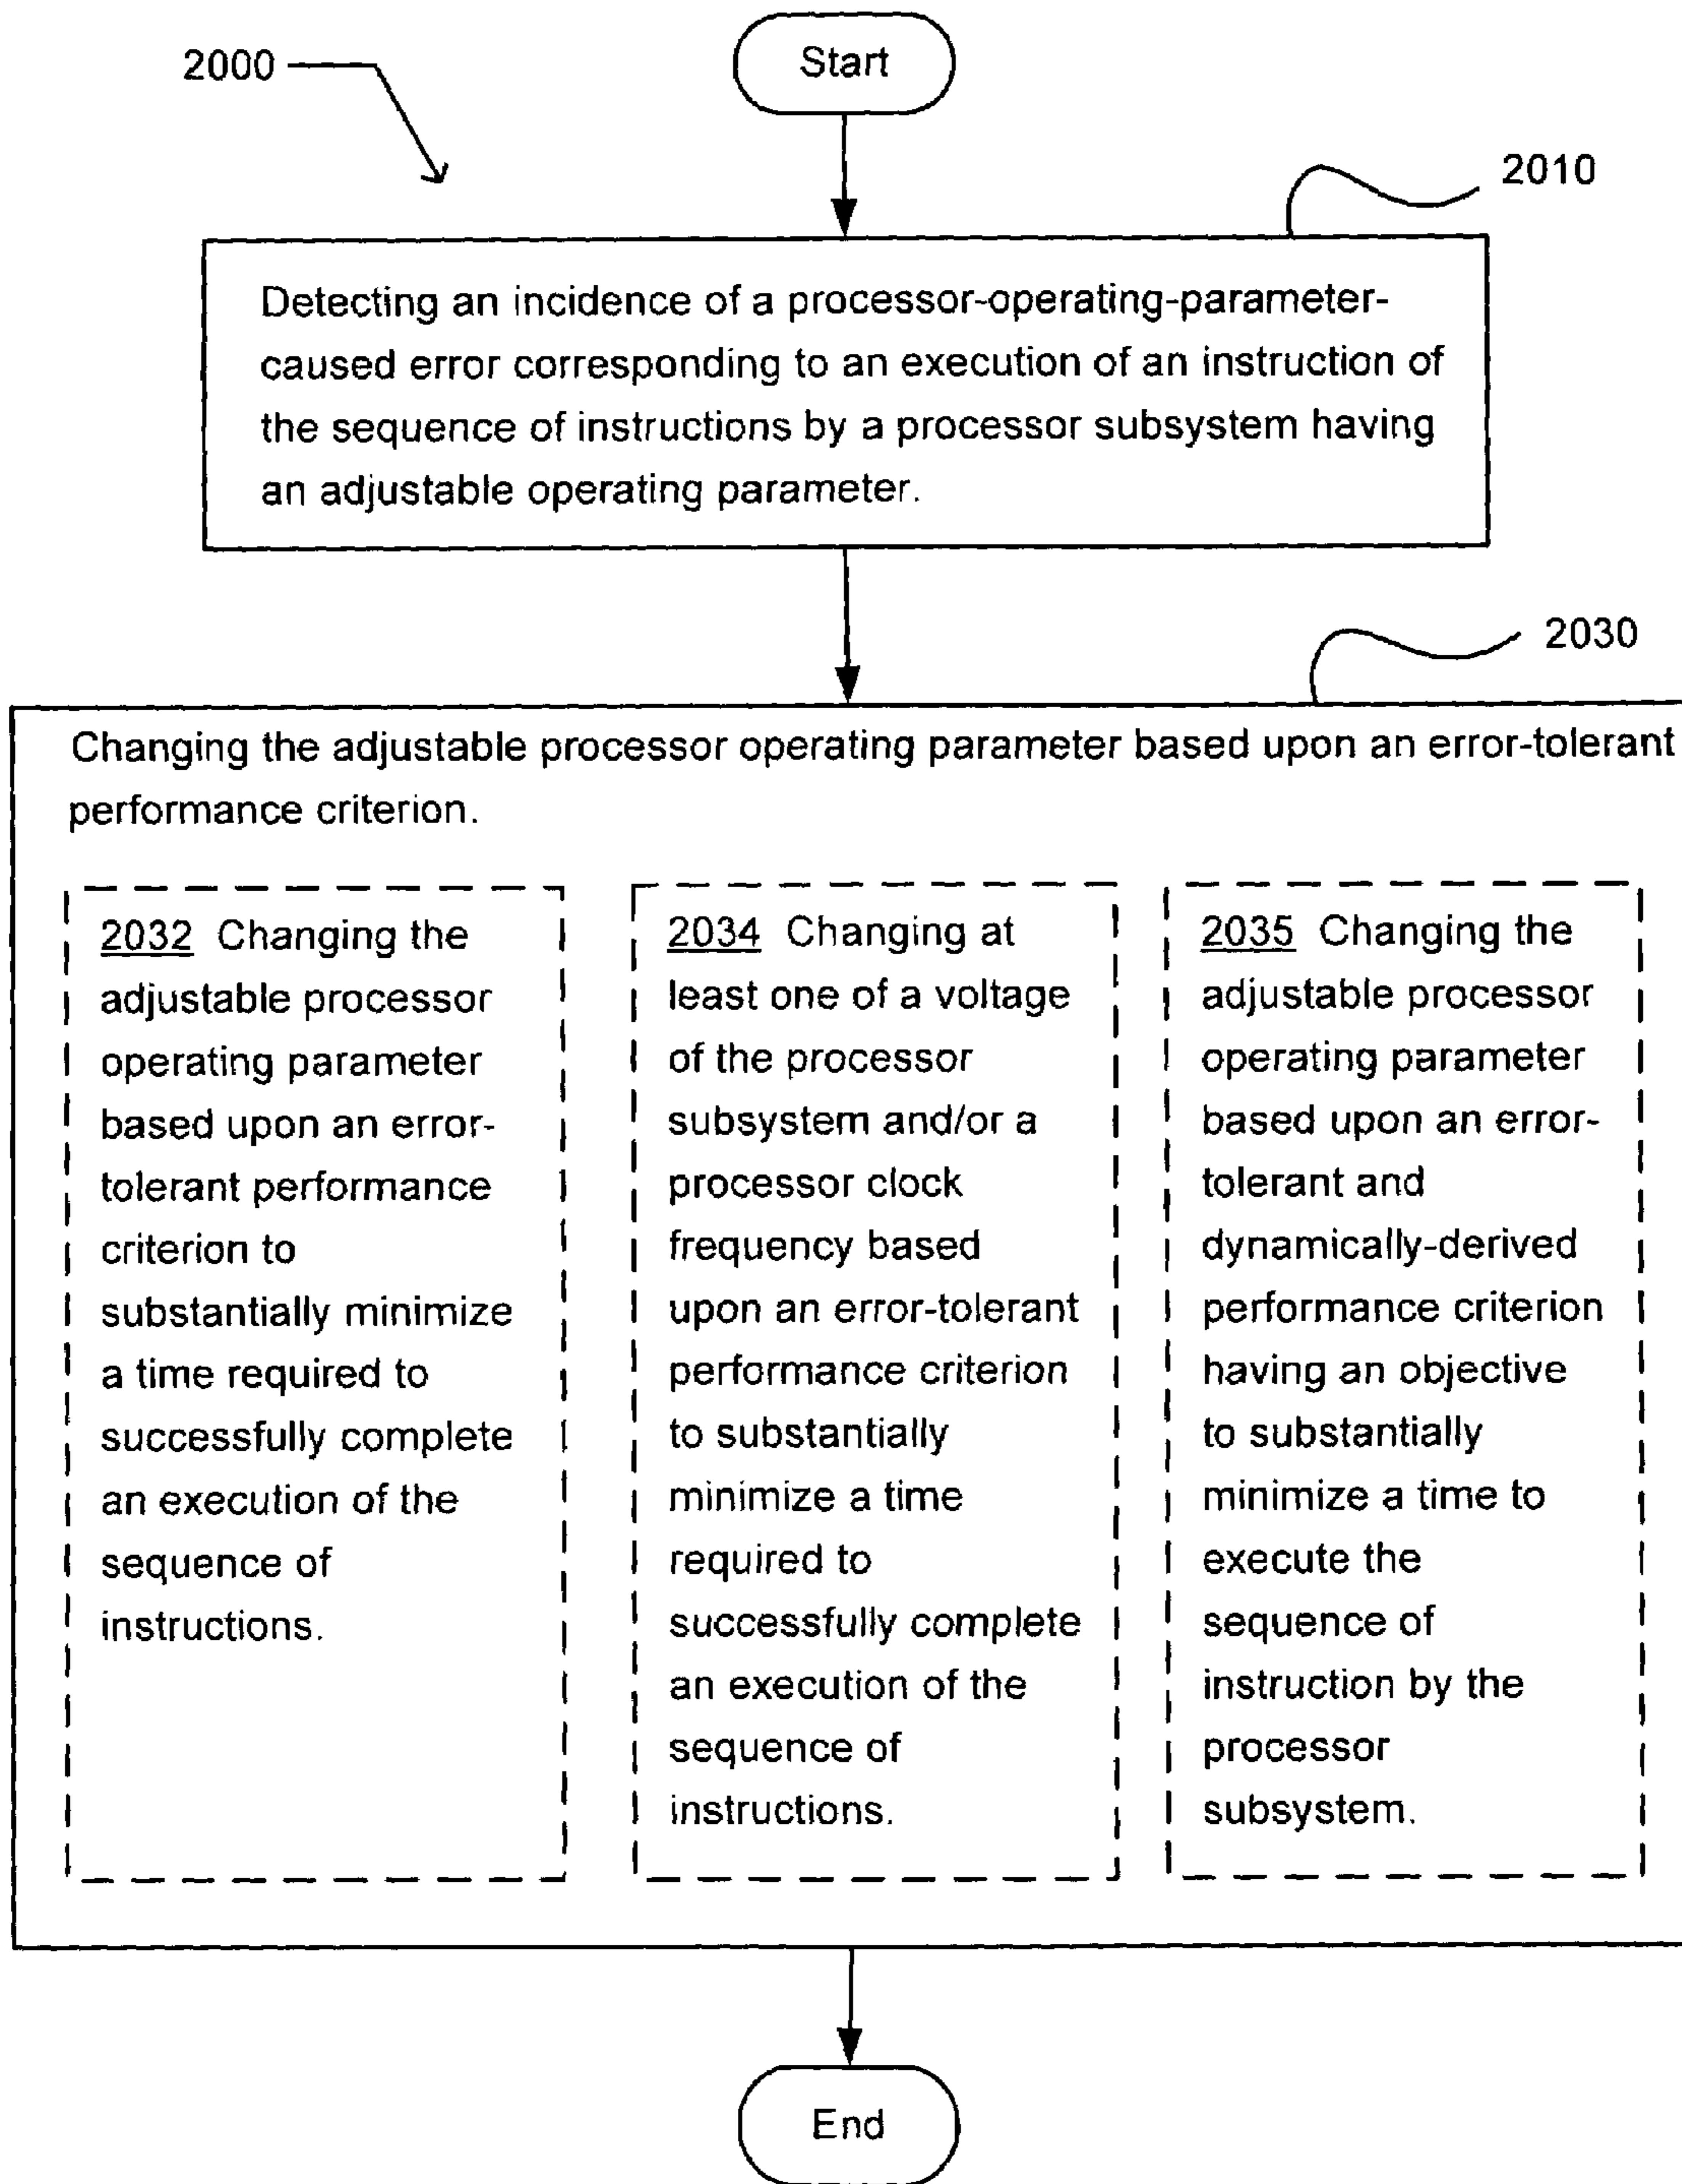 2000
Start
2010
Detecting an incidence of a processor-operating-parameter-
caused error corresponding to an execution of an instruction of
the sequence of instructions by a processor subsystem having
an adjustable operating parameter.
2030
Changing the adjustable processor operating parameter based upon an error-tolerant
performance criterion.
2032 Changing the
adjustable processor
operating parameter
based upon an error-
tolerant performance
criterion to
substantially minimize
a time required to
successfully complete
an execution of the
sequence of
instructions.
2034 Changing at
least one of a voltage
of the processor
subsystem and/or a
processor clock
frequency based
upon an error-tolerant
performance criterion
to substantially
minimize a time
required to
successfully complete
an execution of the
sequence of
instructions.
2035 Changing the
adjustable processor
operating parameter
based upon an error-
tolerant and
dynamically-derived
performance criterion
having an objective
to substantially
minimize a time to
execute the
sequence of
instruction by the
processor
subsystem.
End